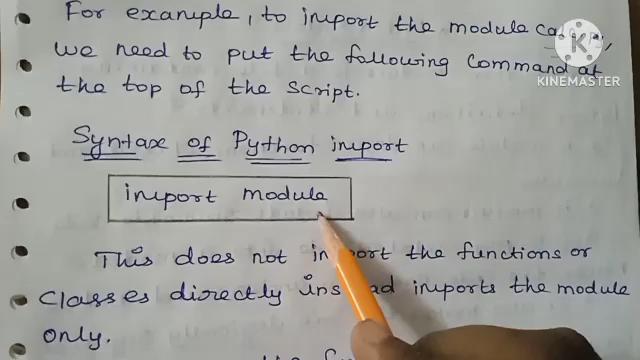 For example, to import the module
we need to put the following command at
the top of the script.
KINEMASTER
Syntax of Python import
import module
This does not import the functions or
classes directly instead imports the module
only.